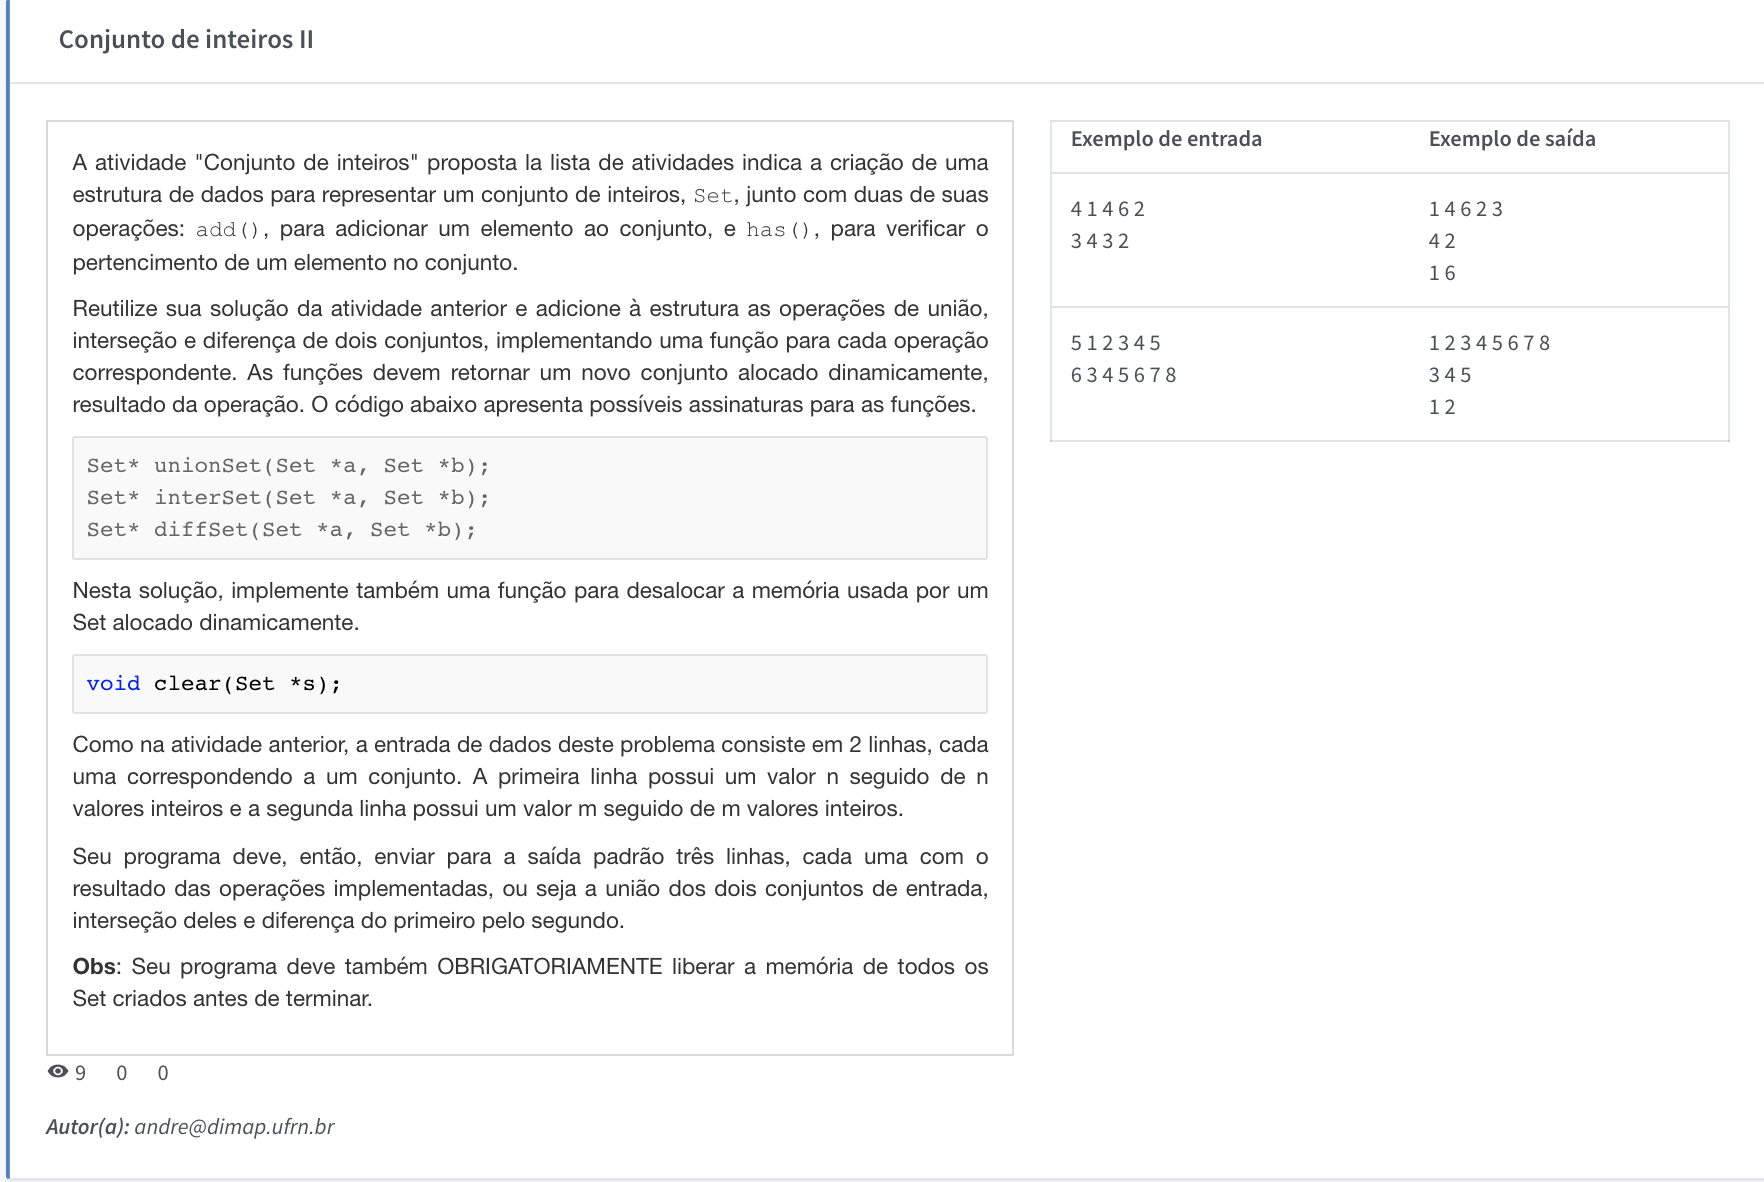 Conjunto de inteiros II
A atividade "Conjunto de inteiros" proposta la lista de atividades indica a criação de uma
estrutura de dados para representar um conjunto de inteiros, Set, junto com duas de suas
operações: add(), para adicionar um elemento ao conjunto, e has(), para verificar o
pertencimento de um elemento no conjunto.
Reutilize sua solução da atividade anterior e adicione à estrutura as operações de união,
interseção e diferença de dois conjuntos, implementando uma função para cada operação
correspondente. As funções devem retornar um novo conjunto alocado dinamicamente,
resultado da operação. O código abaixo apresenta possíveis assinaturas para as funções.
Set* unionSet(Set *a, Set *b);
Set* interSet(Set *a, Set *b);
Set* diffSet(Set *a, Set *b);
Nesta solução, implemente também uma função para desalocar a memória usada por um
Set alocado dinamicamente.
void clear(Set *s);
Como na atividade anterior, a entrada de dados deste problema consiste em 2 linhas, cada
uma correspondendo a um conjunto. A primeira linha possui um valor n seguido de n
valores inteiros e a segunda linha possui um valor m seguido de m valores inteiros.
Seu programa deve, então, enviar para a saída padrão três linhas, cada uma com o
resultado das operações implementadas, ou seja a união dos dois conjuntos de entrada,
interseção deles e diferença do primeiro pelo segundo.
Obs: Seu programa deve também OBRIGATORIAMENTE liberar a memória de todos os
Set criados antes de terminar.
9 0 0
Autor(a): andre@dimap.ufrn.br
Exemplo de entrada Exemplo de saída
4 1 4 6 2 1 4 6 2 3
3 4 3 2 4 2
1 6
5 1 2 3 4 5 1 2 3 4 5 6 7 8
6 3 4 5 6 7 8 3 4 5
1 2